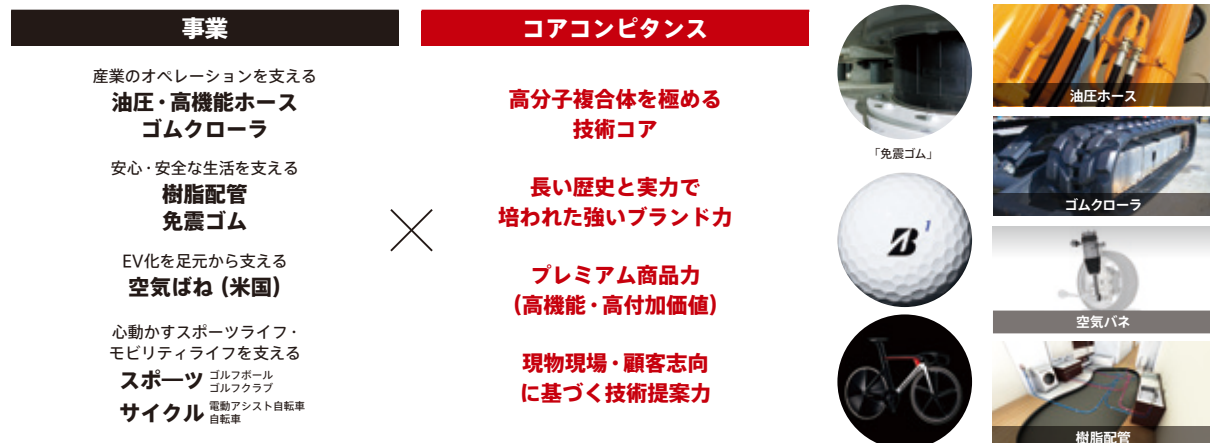 事業
産業のオペレーションを支える
油圧・高機能ホース
ゴムクローラ
安心・安全な生活を支える
樹脂配管
免震ゴム
EV化を足元から支える
空気ばね（米国）
心動かすスポーツライフ・
モビリティライフを支える
スポーツ ゴルフボール
ゴルフクラブ
サイクル 電動アシスト自転車
自転車
コアコンピタンス
高分子複合体を極める
技術コア
長い歴史と実力で
培われた強いブランド力
プレミアム商品力
（高機能・高付加価値）
現物現場・顧客志向
に基づく技術提案力
「免震ゴム」
B 1
油圧ホース
ゴムクローラ
空気バネ
樹脂配管